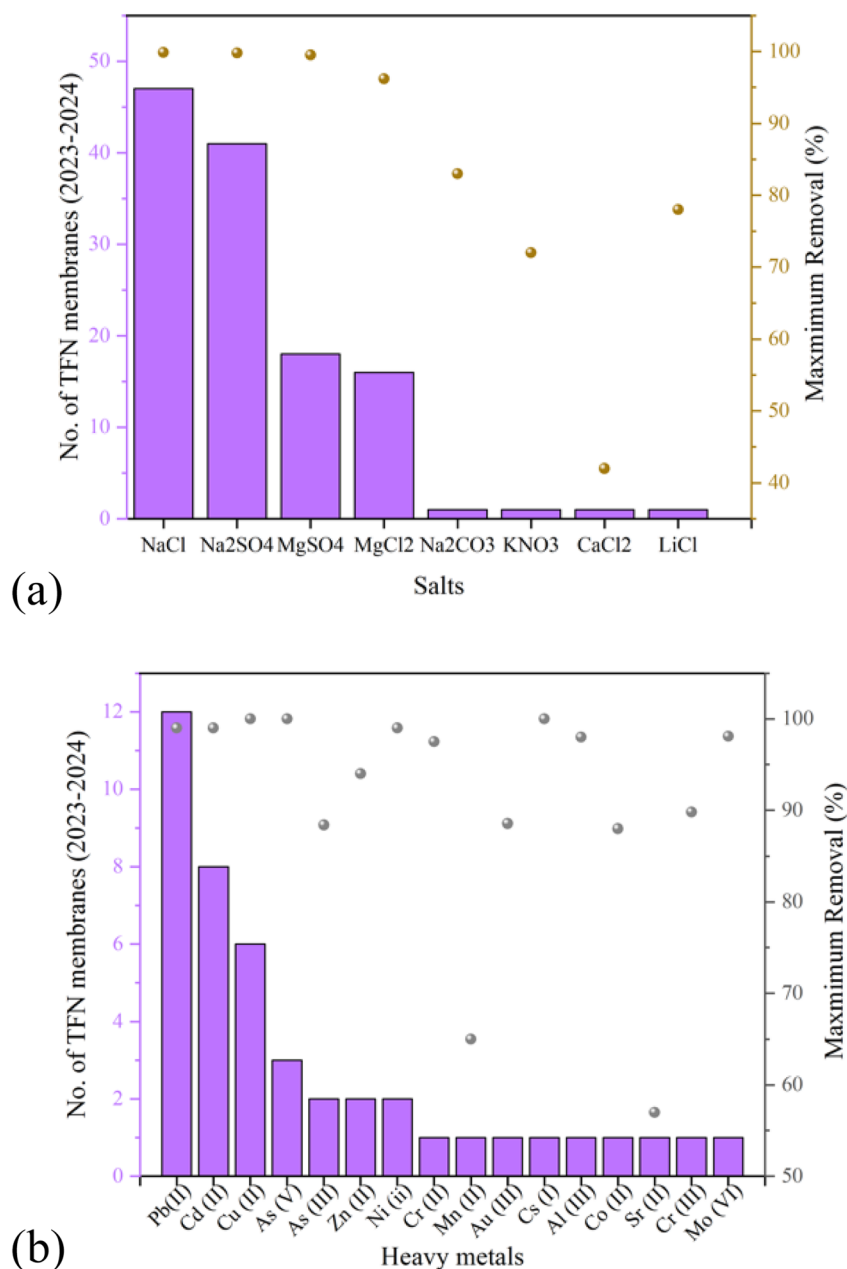 No. of TFN membranes (2023-2024)
50
40
30
20
10
0
100
90
80
70
60
50
40
Maxmimum Removal (%)
NaCl Na2SO4 MgSO4 MgCl2 Na2CO3 KNO3 CaCl2 LiCl
Salts
(a)
No. of TFN membranes (2023-2024)
12
10
8
6
4
2
0
100
90
80
70
60
50
Maxmimum Removal (%)
Pb(II) Cd (II) Cu (II) As (V) As (III) Zn (II) Ni (ii) Cr (II) Mn (II) Au (III) Cs (I) Al (III) Co (II) Sr (II) Cr (III) Mo (VI)
Heavy metals
(b)